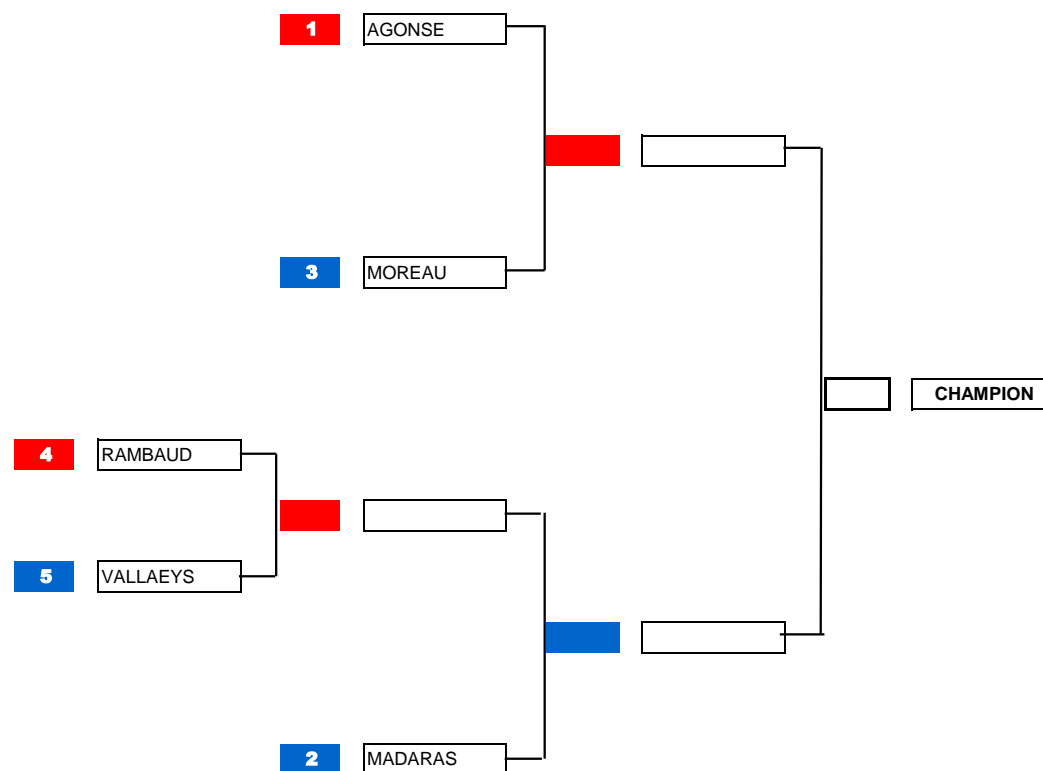 1 AGONSE
3 MOREAU
CHAMPION
4 RAMBAUD
5 VALLAEYS
2 MADARAS